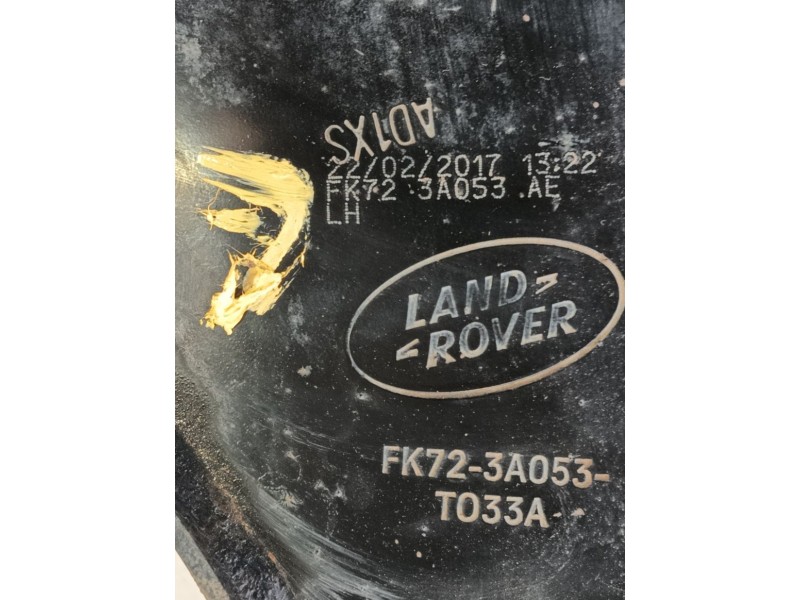 AD1XS
22/02/2017 13:22
FK72 3A053 AE
LH
LAND
ROVER
FK72-3A053-
T033A